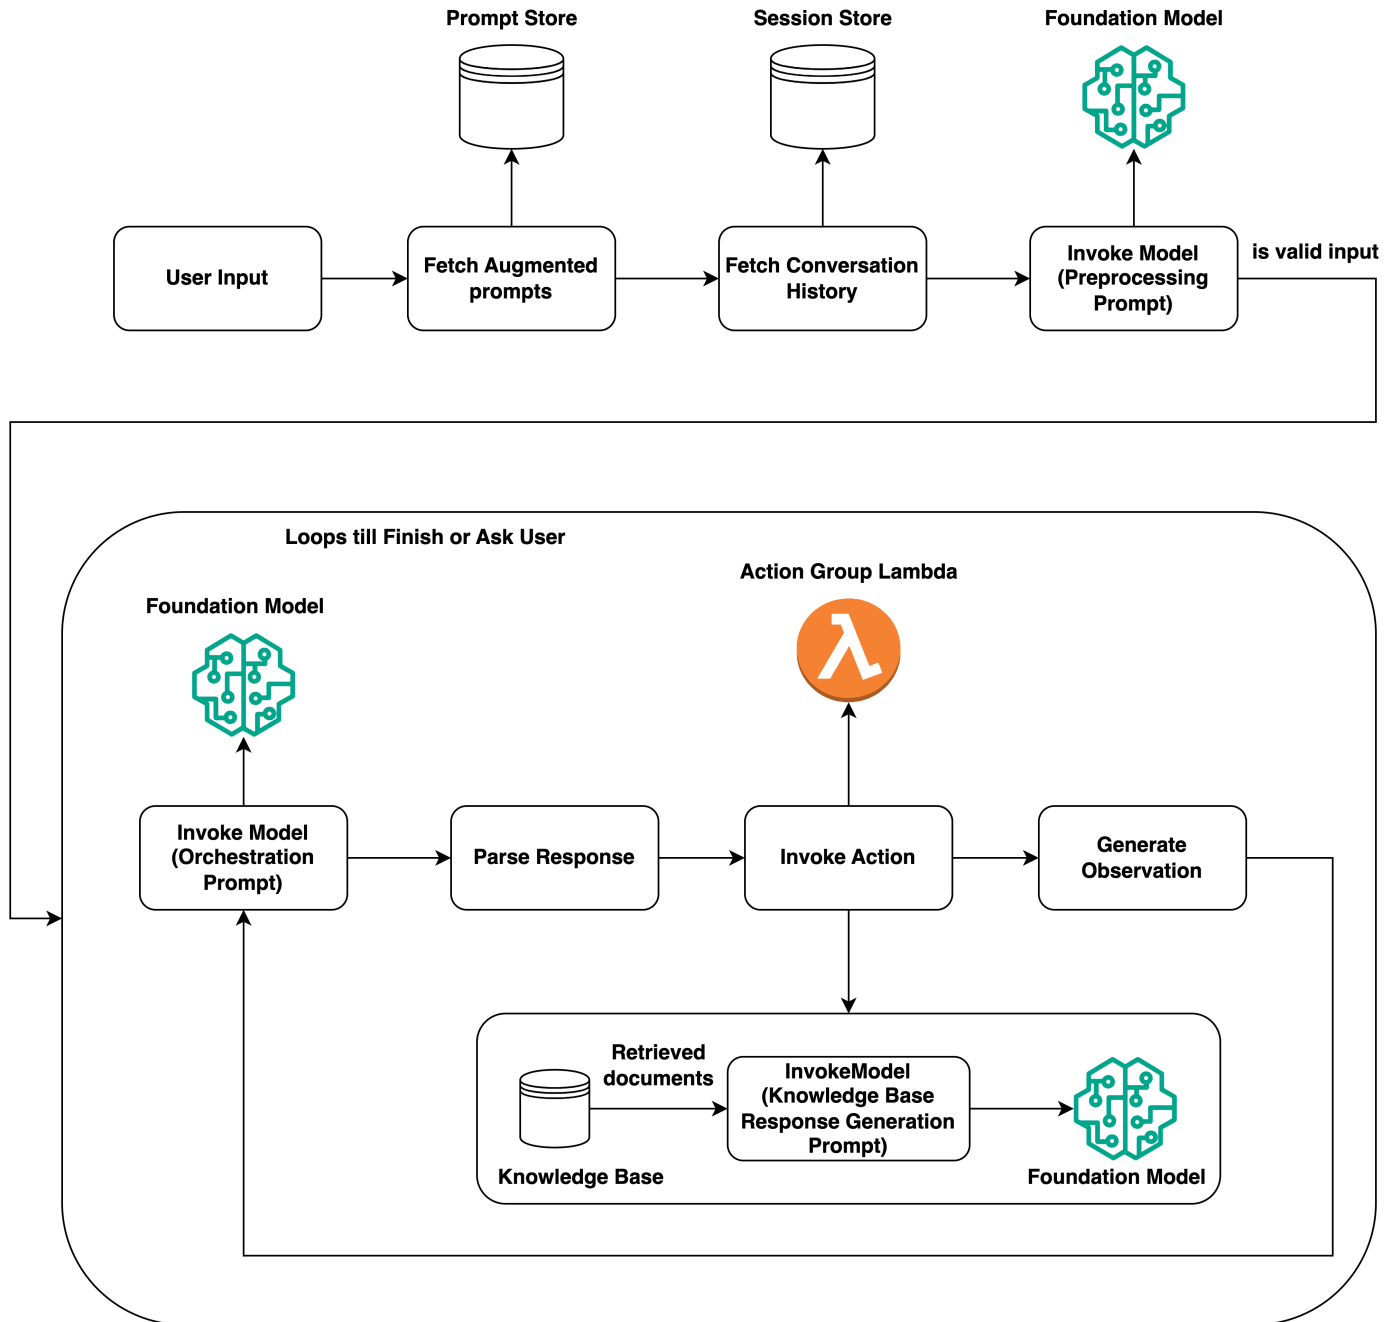 Prompt Store
Session Store
Foundation Model
User Input
Fetch Augmented
prompts
Fetch Conversation
History
Invoke Model
(Preprocessing
Prompt)
is valid input
Loops till Finish or Ask User
Action Group Lambda
Foundation Model
Invoke Model
(Orchestration
Prompt)
Parse Response
Invoke Action
Generate
Observation
Retrieved
documents
InvokeModel
(Knowledge Base
Response Generation
Prompt)
Knowledge Base
Foundation Model